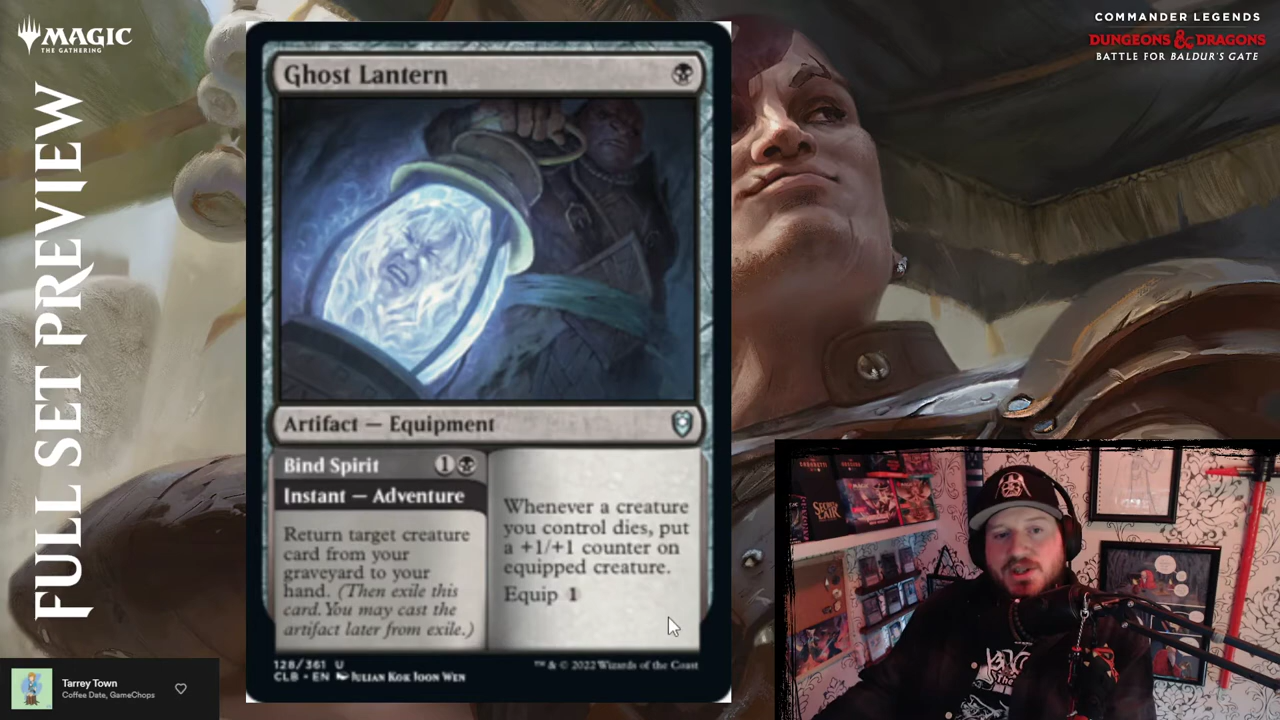 MAGIC
THE GATHERING
FULL SET PREVIEW
COMMANDER LEGENDS
DUNGEONS & DRAGONS
BATTLE FOR BALDUR'S GATE
Ghost Lantern
Artifact — Equipment
Bind Spirit 1
Instant — Adventure
Return target creature
card from your
graveyard to your
hand. (Then exile this
card. You may cast the
artifact later from exile.)
Whenever a creature
you control dies, put
a +1/+1 counter on
equipped creature.
Equip 1
128/361 U
CLB • EN Julian Kok Joon Wen
™ & © 2022 Wizards of the Coast
Tarrey Town
Coffee Date, GameChops
SECRET
LAIR